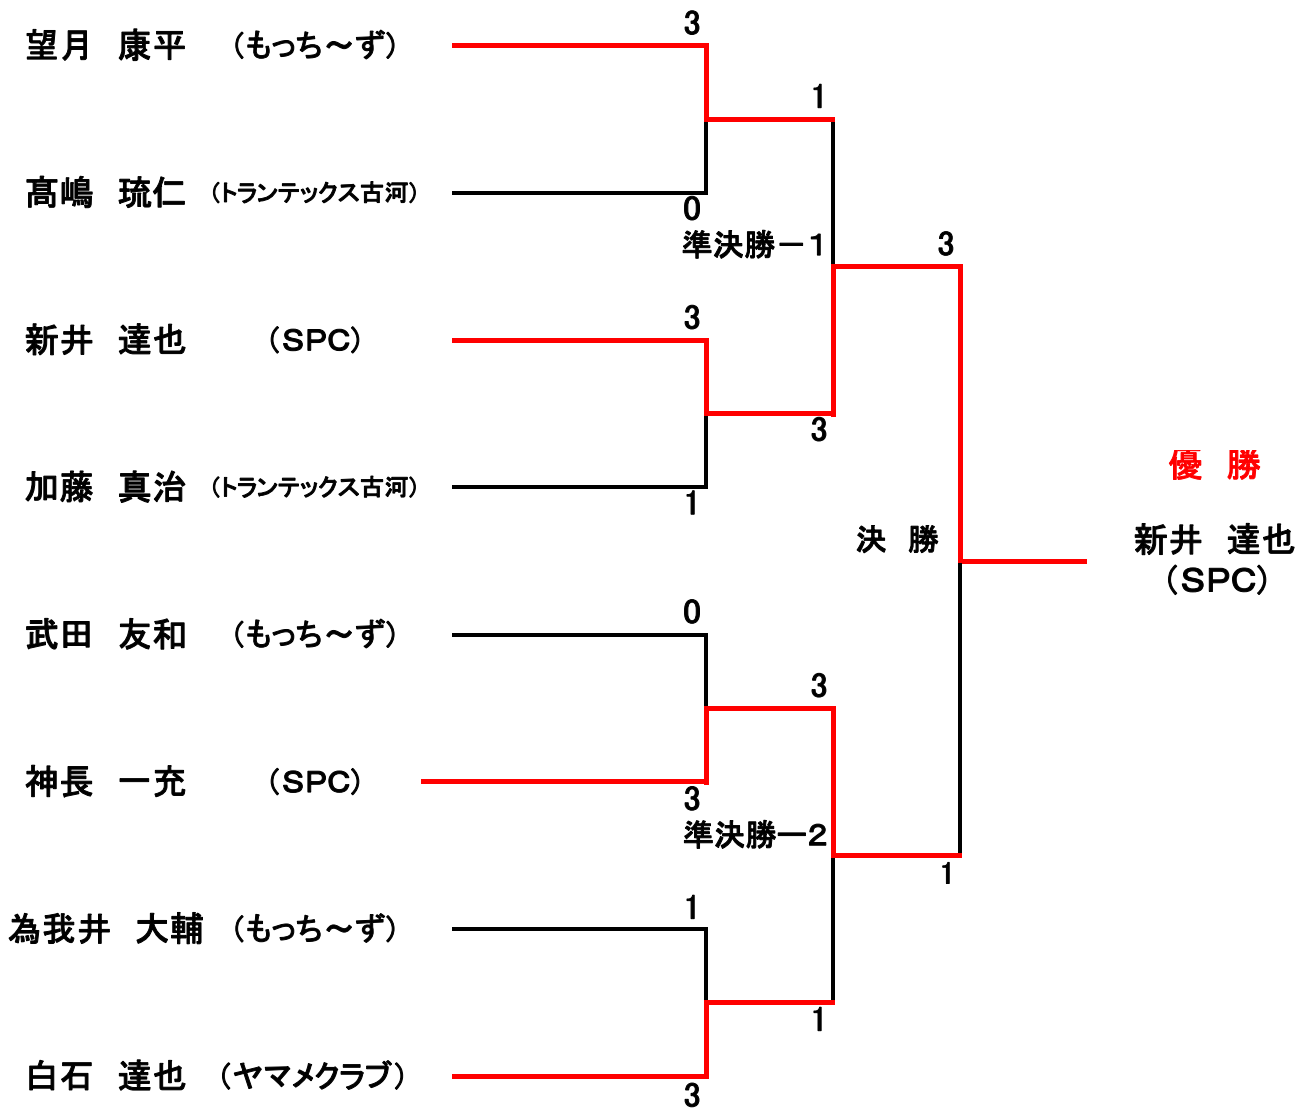 3
望月　康平　（もっち～ず）
1
髙嶋　琉仁　（トランテックス古河）
0
準決勝－1
3
3
新井　達也　（SPC）
3
加藤　真治　（トランテックス古河）
1
優　勝
決　勝
新井　達也
（SPC）
0
武田　友和　（もっち～ず）
3
神長　一充　（SPC）
3
準決勝ー2
1
1
為我井　大輔　（もっち～ず）
1
白石　達也　（ヤマメクラブ）
3